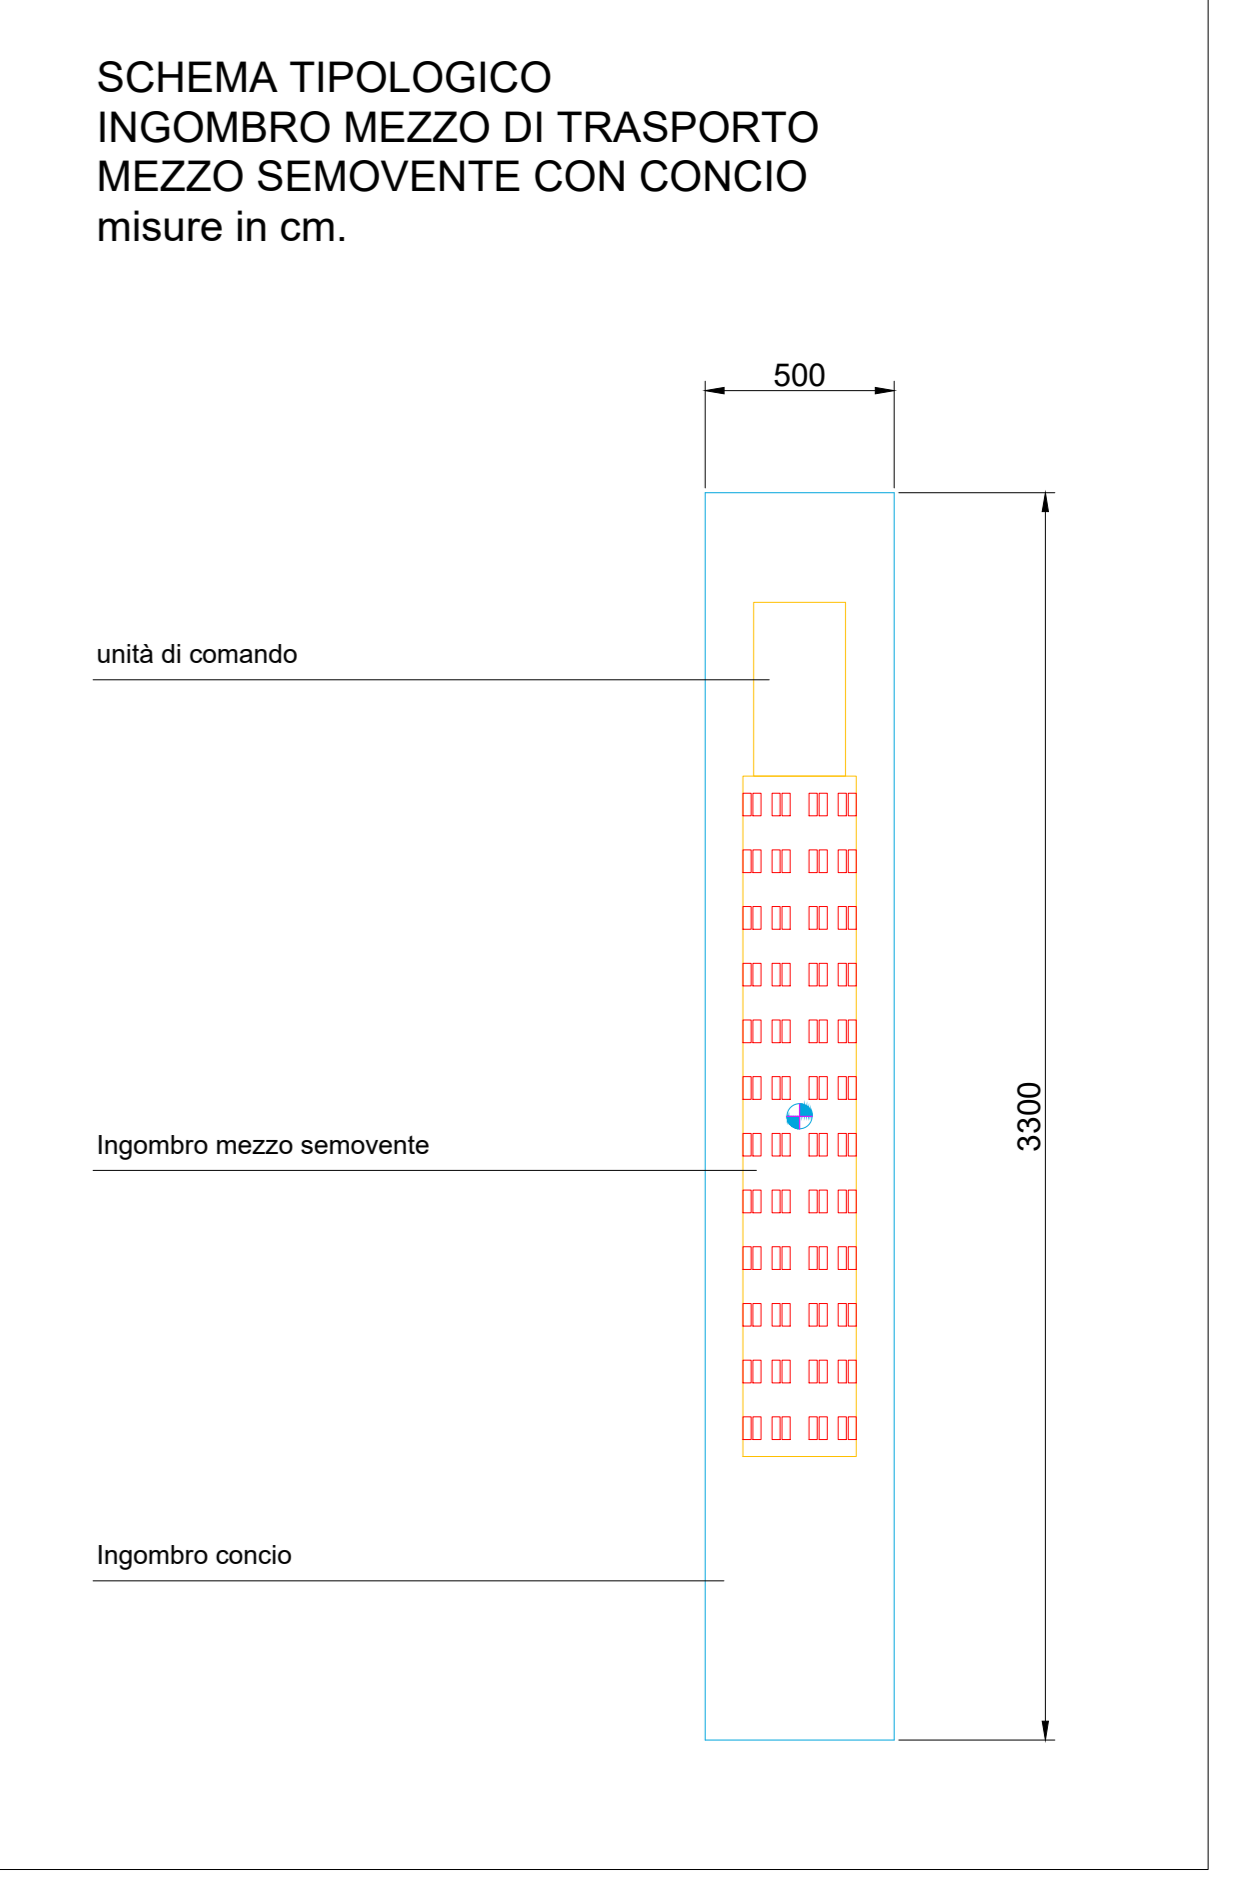 SCHEMA TIPOLOGICO
INGOMBRO MEZZO DI TRASPORTO
MEZZO SEMOVENTE CON CONCIO
misure in cm.
500
unità di comando
3300
Ingombro mezzo semovente
Ingombro concio